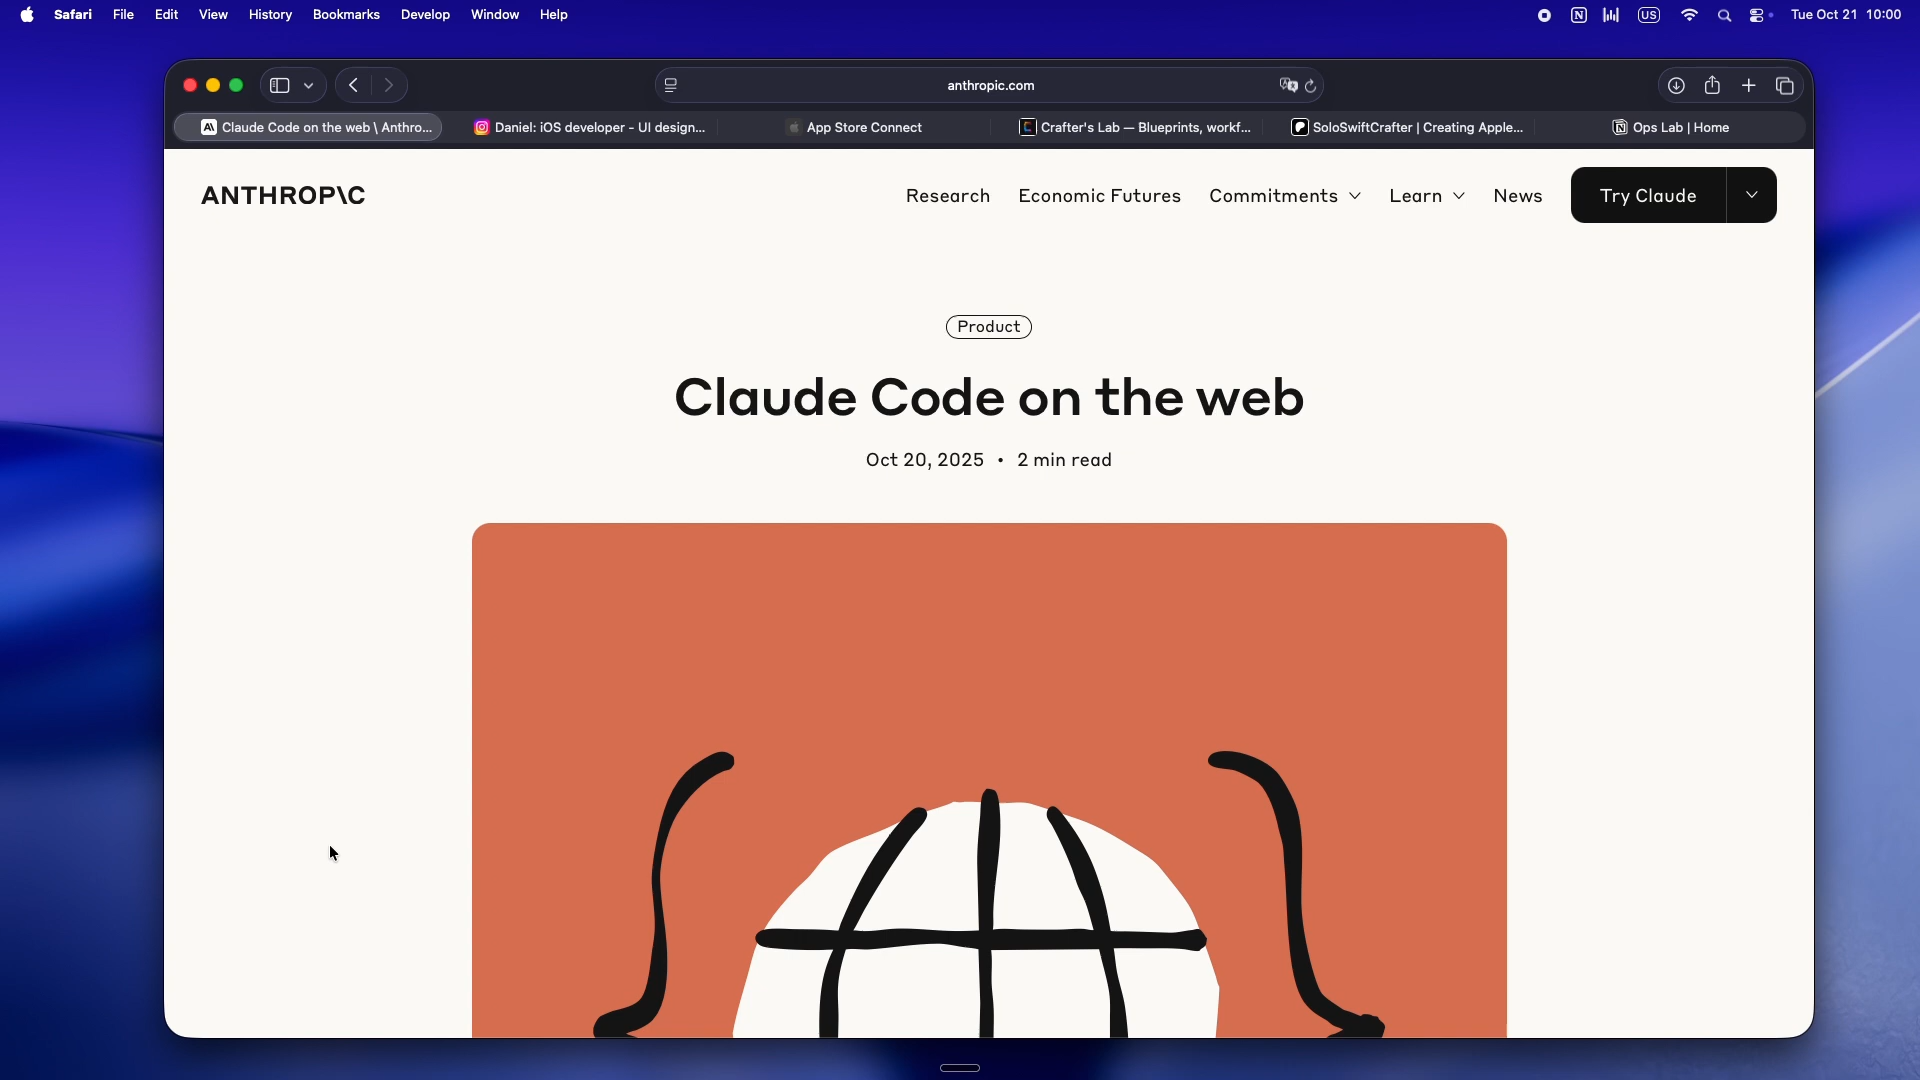 Safari File Edit View History Bookmarks Develop Window Help
N US Tue Oct 21 10:00
anthropic.com
Claude Code on the web \ Anthro...
Daniel: iOS developer - UI design...
App Store Connect
Crafter's Lab — Blueprints, workf...
SoloSwiftCrafter | Creating Apple...
Ops Lab | Home
ANTHROP\C
Research Economic Futures Commitments Learn News Try Claude
Product
Claude Code on the web
Oct 20, 2025 • 2 min read